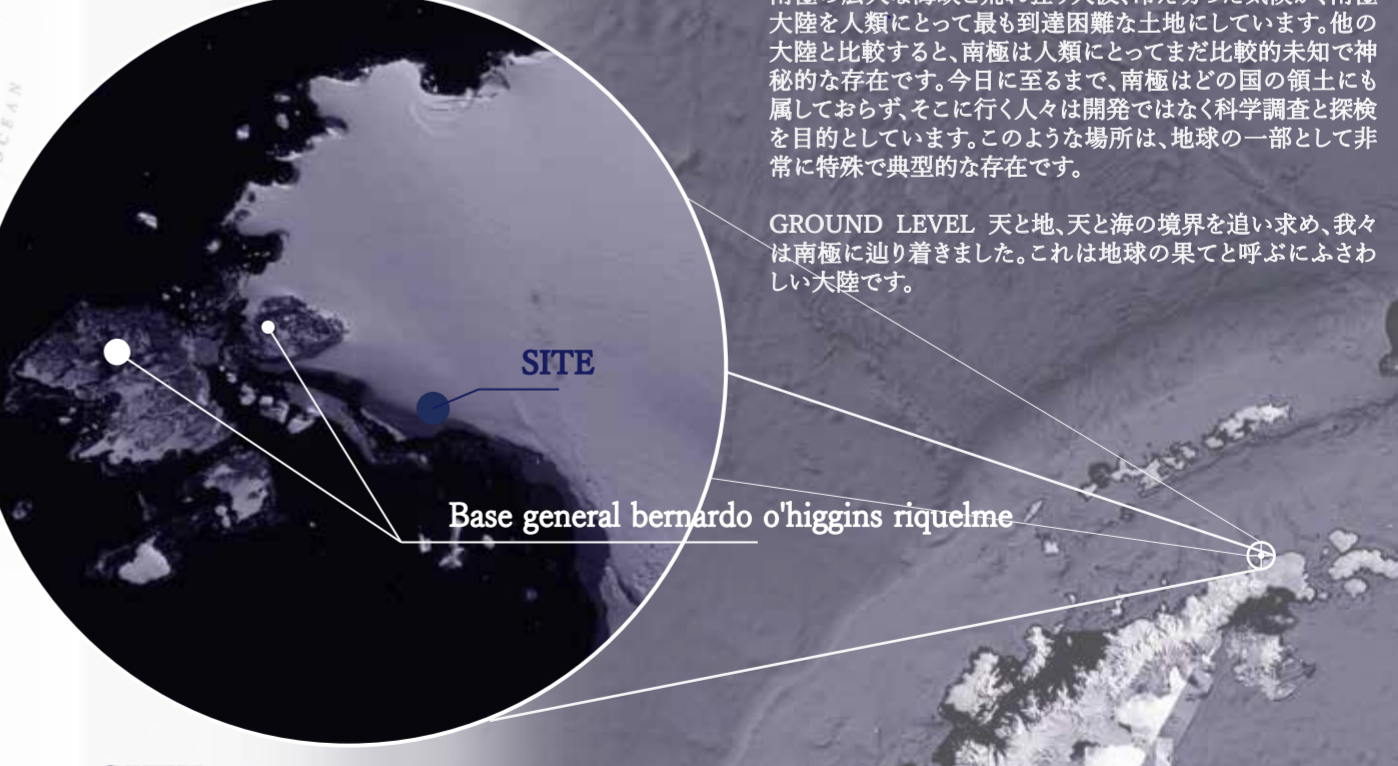 OCEAN
大陸を人類にとって最も到達困難な土地にしています。他の
大陸と比較すると、南極は人類にとってまだ比較的未知で神
秘的な存在です。今日に至るまで、南極はどの国の領土にも
属しておらず、そこに行く人々は開発ではなく科学調査と探検
を目的としています。このような場所は、地球の一部として非
常に特殊で典型的な存在です。
GROUND LEVEL 天と地、天と海の境界を追い求め、我々
は南極に辿り着きました。これは地球の果てと呼ぶにふさわ
しい大陸です。
SITE
Base general bernardo o'higgins riquelme